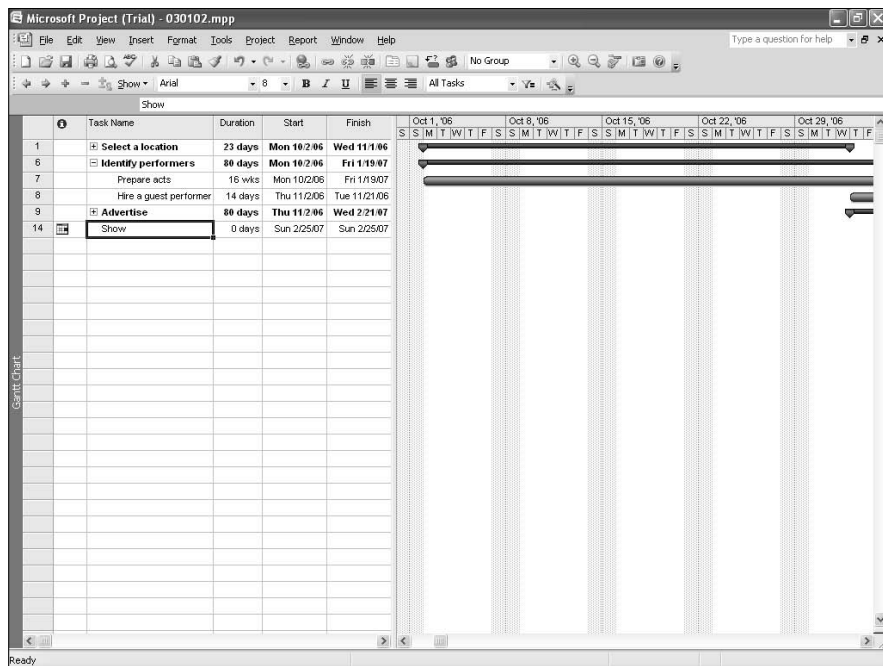 Microsoft Project (Trial) - 030102.mpp
File Edit View Insert Format Tools Project Report Window Help Type a question for help
No Group
Show Arial 8 B I U All Tasks
Show
Task Name Duration Start Finish Oct 1, '06 Oct 8, '06 Oct 15, '06 Oct 22, '06 Oct 29, '06
S S M T W T F S S M T W T F S S M T W T F S S M T W T F S S M T W T F
1 Select a location 23 days Mon 10/2/06 Wed 11/1/06
6 Identify performers 80 days Mon 10/2/06 Fri 1/19/07
7 Prepare acts 16 wks Mon 10/2/06 Fri 1/19/07
8 Hire a guest performer 14 days Thu 11/2/06 Tue 11/21/06
9 Advertise 80 days Thu 11/2/06 Wed 2/21/07
14 Show 0 days Sun 2/25/07 Sun 2/25/07
Gantt Chart
Ready